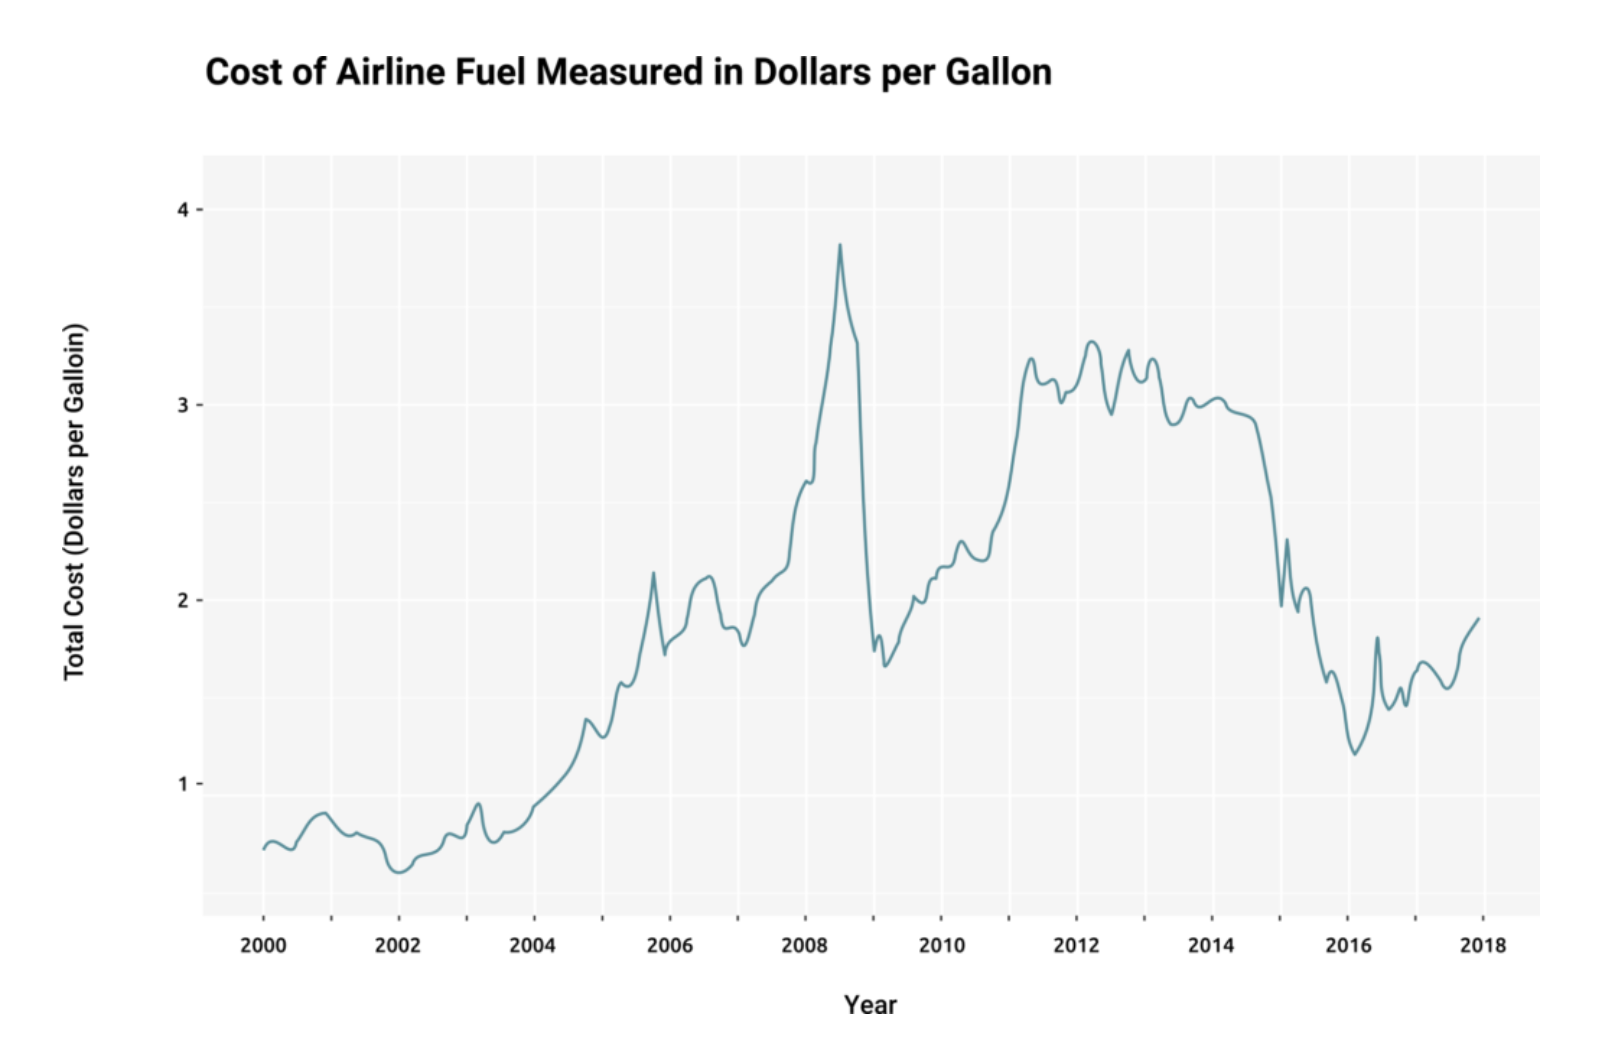 Cost of Airline Fuel Measured in Dollars per Gallon
Total Cost (Dollars per Galloin)
4
3
2
1
2000 2002 2004 2006 2008 2010 2012 2014 2016 2018
Year